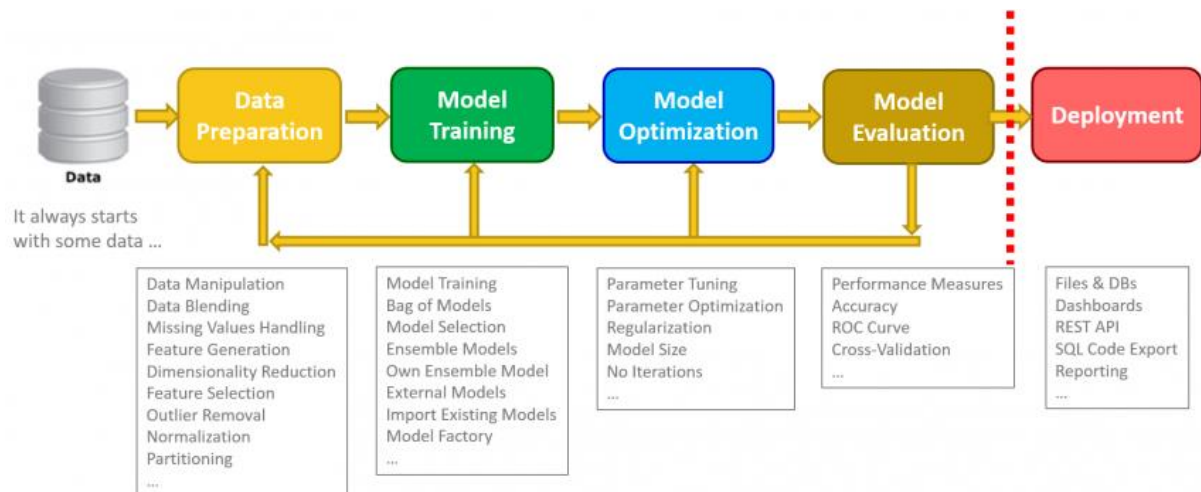 Data
Preparation
Model
Training
Model
Optimization
Model
Evaluation
Deployment
Data
It always starts
with some data ...
Data Manipulation
Data Blending
Missing Values Handling
Feature Generation
Dimensionality Reduction
Feature Selection
Outlier Removal
Normalization
Partitioning
...
Model Training
Bag of Models
Model Selection
Ensemble Models
Own Ensemble Model
External Models
Import Existing Models
Model Factory
...
Parameter Tuning
Parameter Optimization
Regularization
Model Size
No Iterations
...
Performance Measures
Accuracy
ROC Curve
Cross-Validation
...
Files & DBs
Dashboards
REST API
SQL Code Export
Reporting
...